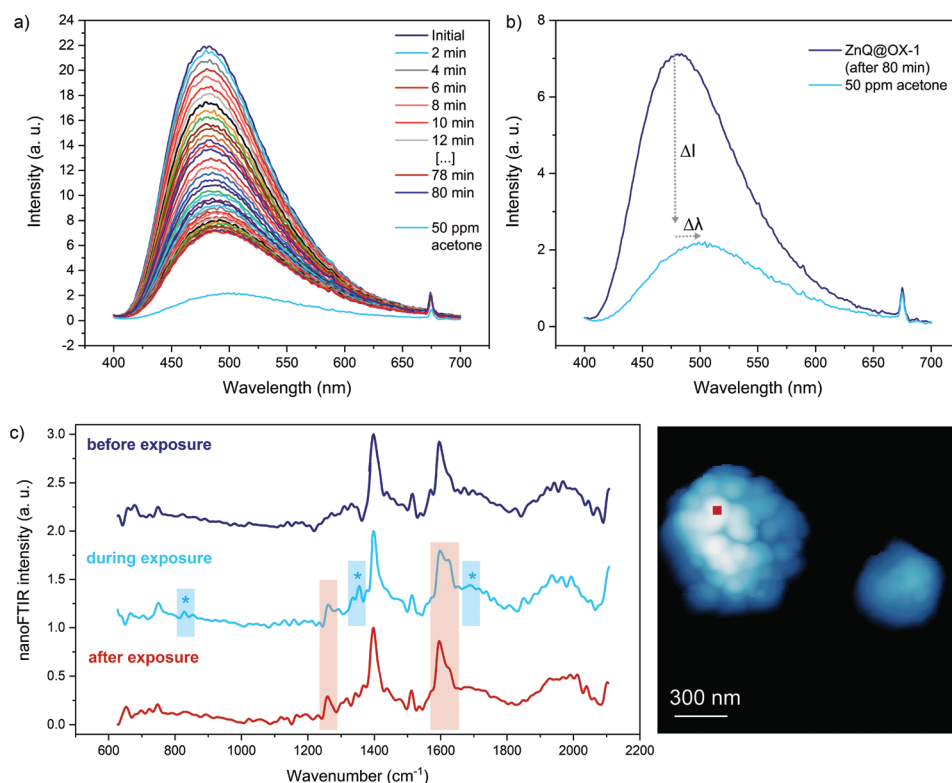 a)
24
22
20
18
16
14
12
10
8
6
4
2
0
-2
Intensity (a. u.)
400 450 500 550 600 650 700
Wavelength (nm)
Initial
2 min
4 min
6 min
8 min
10 min
12 min
[...]
78 min
80 min
50 ppm
acetone
b)
8
6
4
2
0
Intensity (a. u.)
400 450 500 550 600 650 700
Wavelength (nm)
ZnQ@OX-1
(after 80 min)
50 ppm acetone
ΔI
Δλ
c)
3.0
2.5
2.0
1.5
1.0
0.5
0.0
nanoFTIR intensity (a. u.)
before exposure
during exposure
* * *
after exposure
600 800 1000 1200 1400 1600 1800 2000 2200
Wavenumber (cm⁻¹)
300 nm